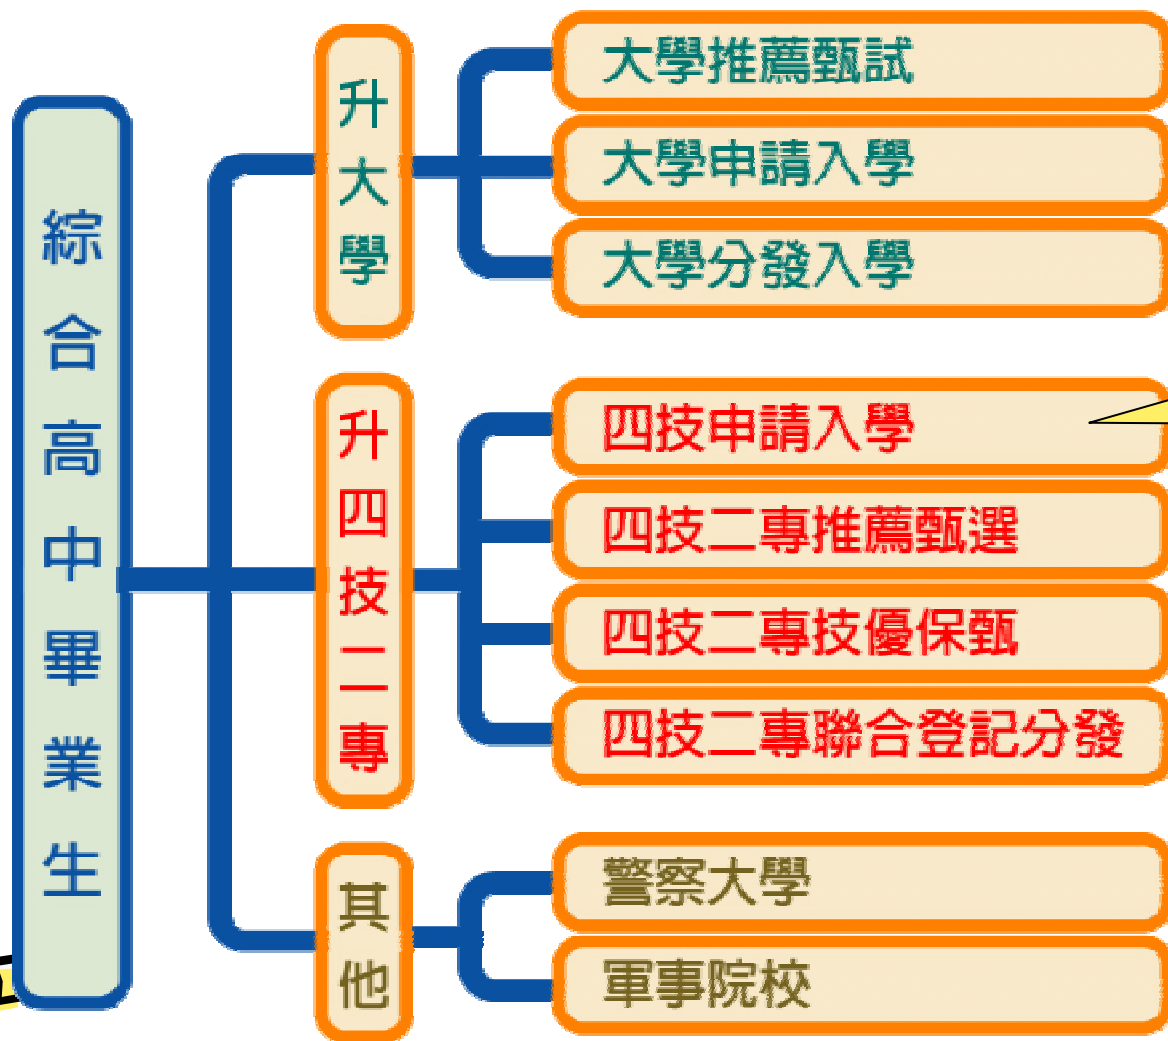 綜合高中畢業生
升大學
大學推薦甄試
大學申請入學
大學分發入學
升四技二專
四技申請入學
四技二專推薦甄選
四技二專技優保甄
四技二專聯合登記分發
其他
警察大學
軍事院校